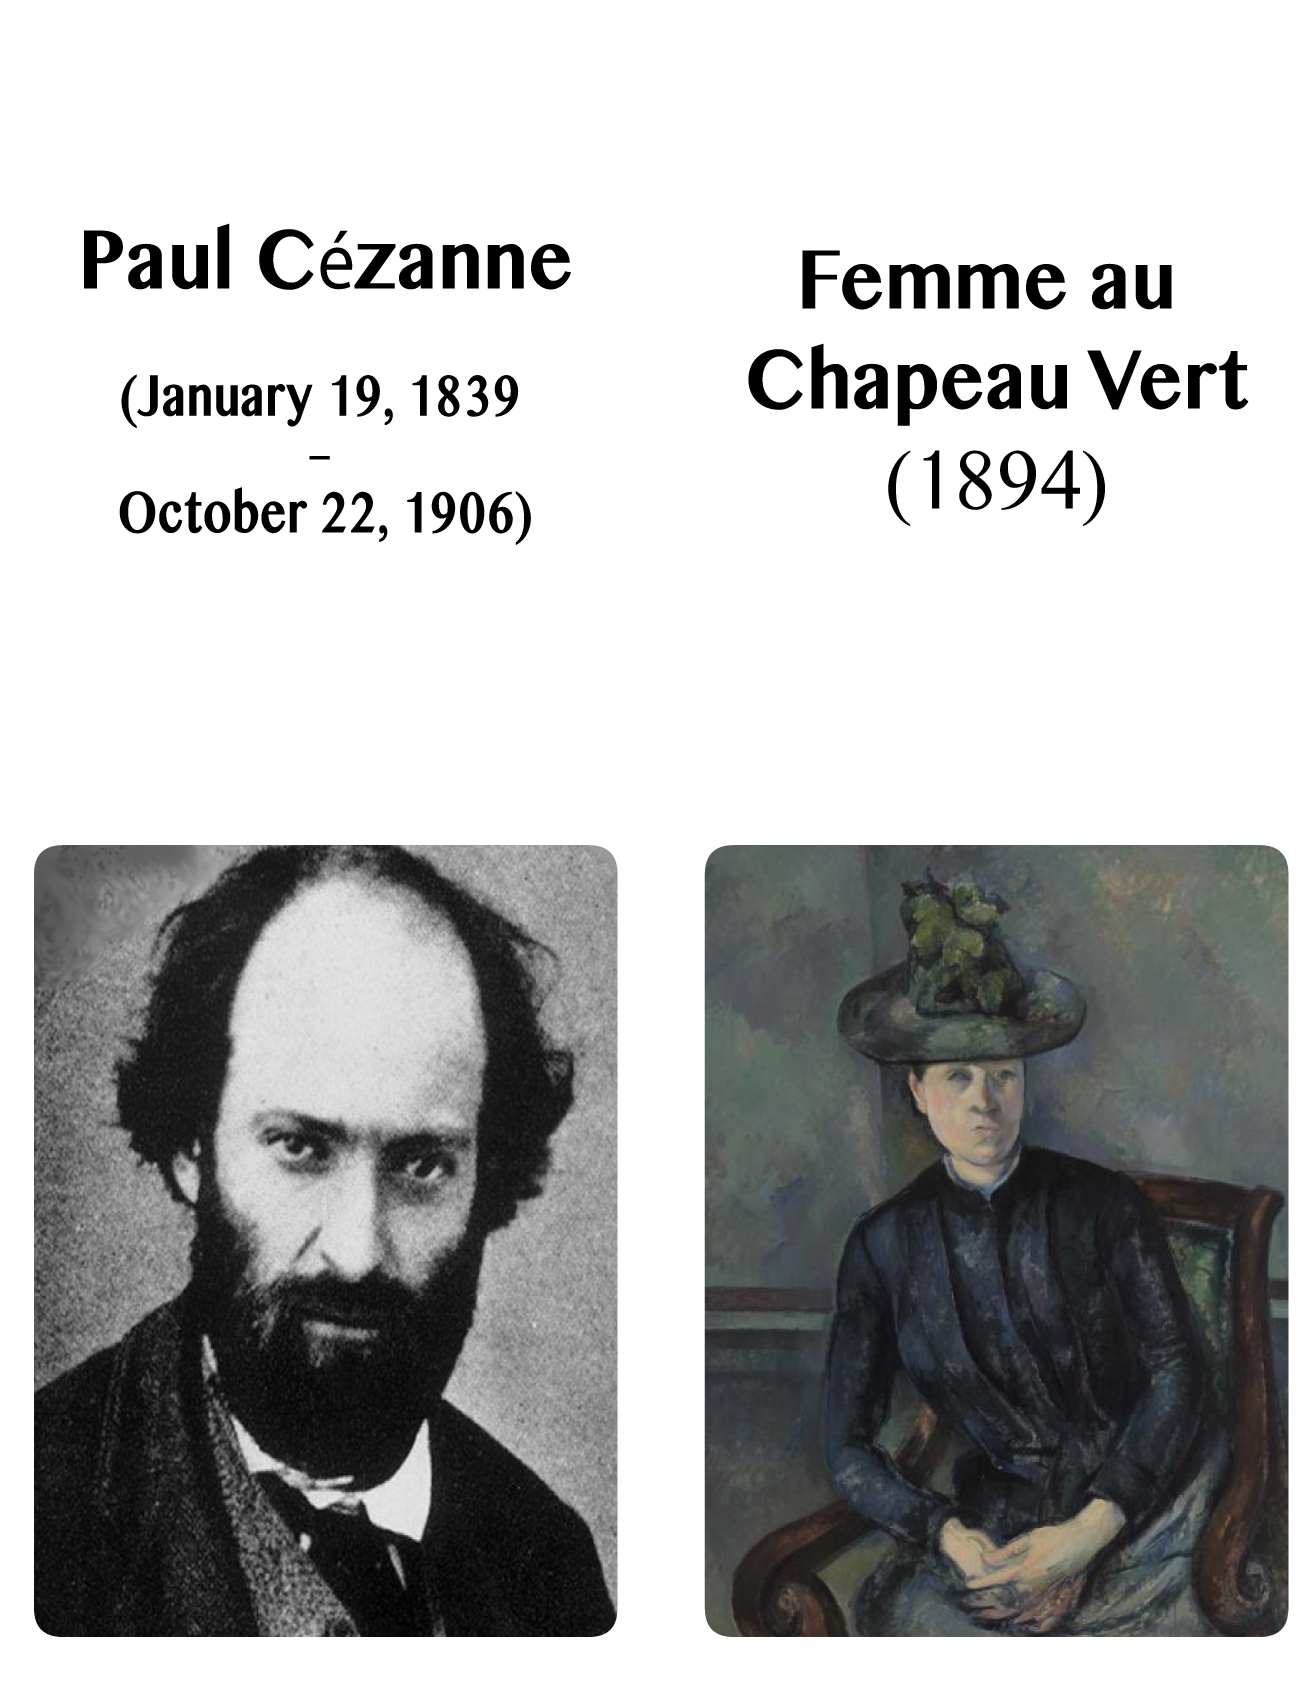 Paul Cézanne
(January 19, 1839
–
October 22, 1906)
Femme au
Chapeau Vert
(1894)